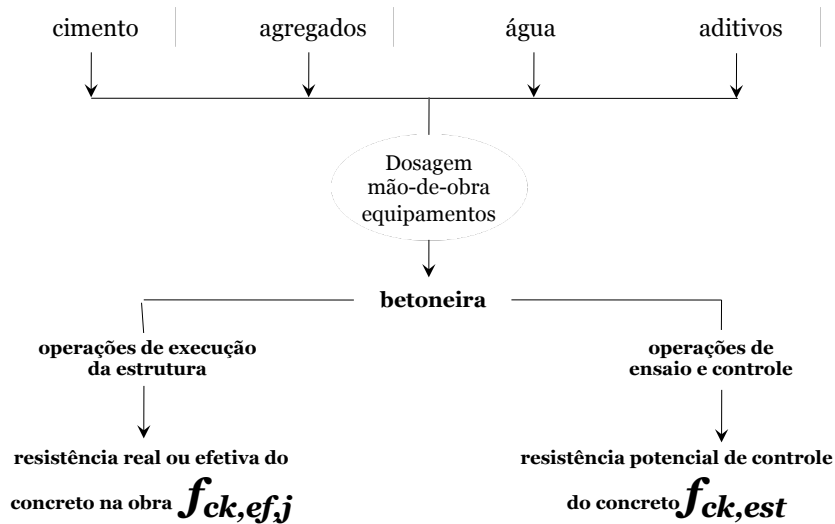 cimento agregados água aditivos
Dosagem
mão-de-obra
equipamentos
betoneira
operações de execução
da estrutura
operações de
ensaio e controle
resistência real ou efetiva do
concreto na obra fck,ef,j
resistência potencial de controle
do concreto fck,est